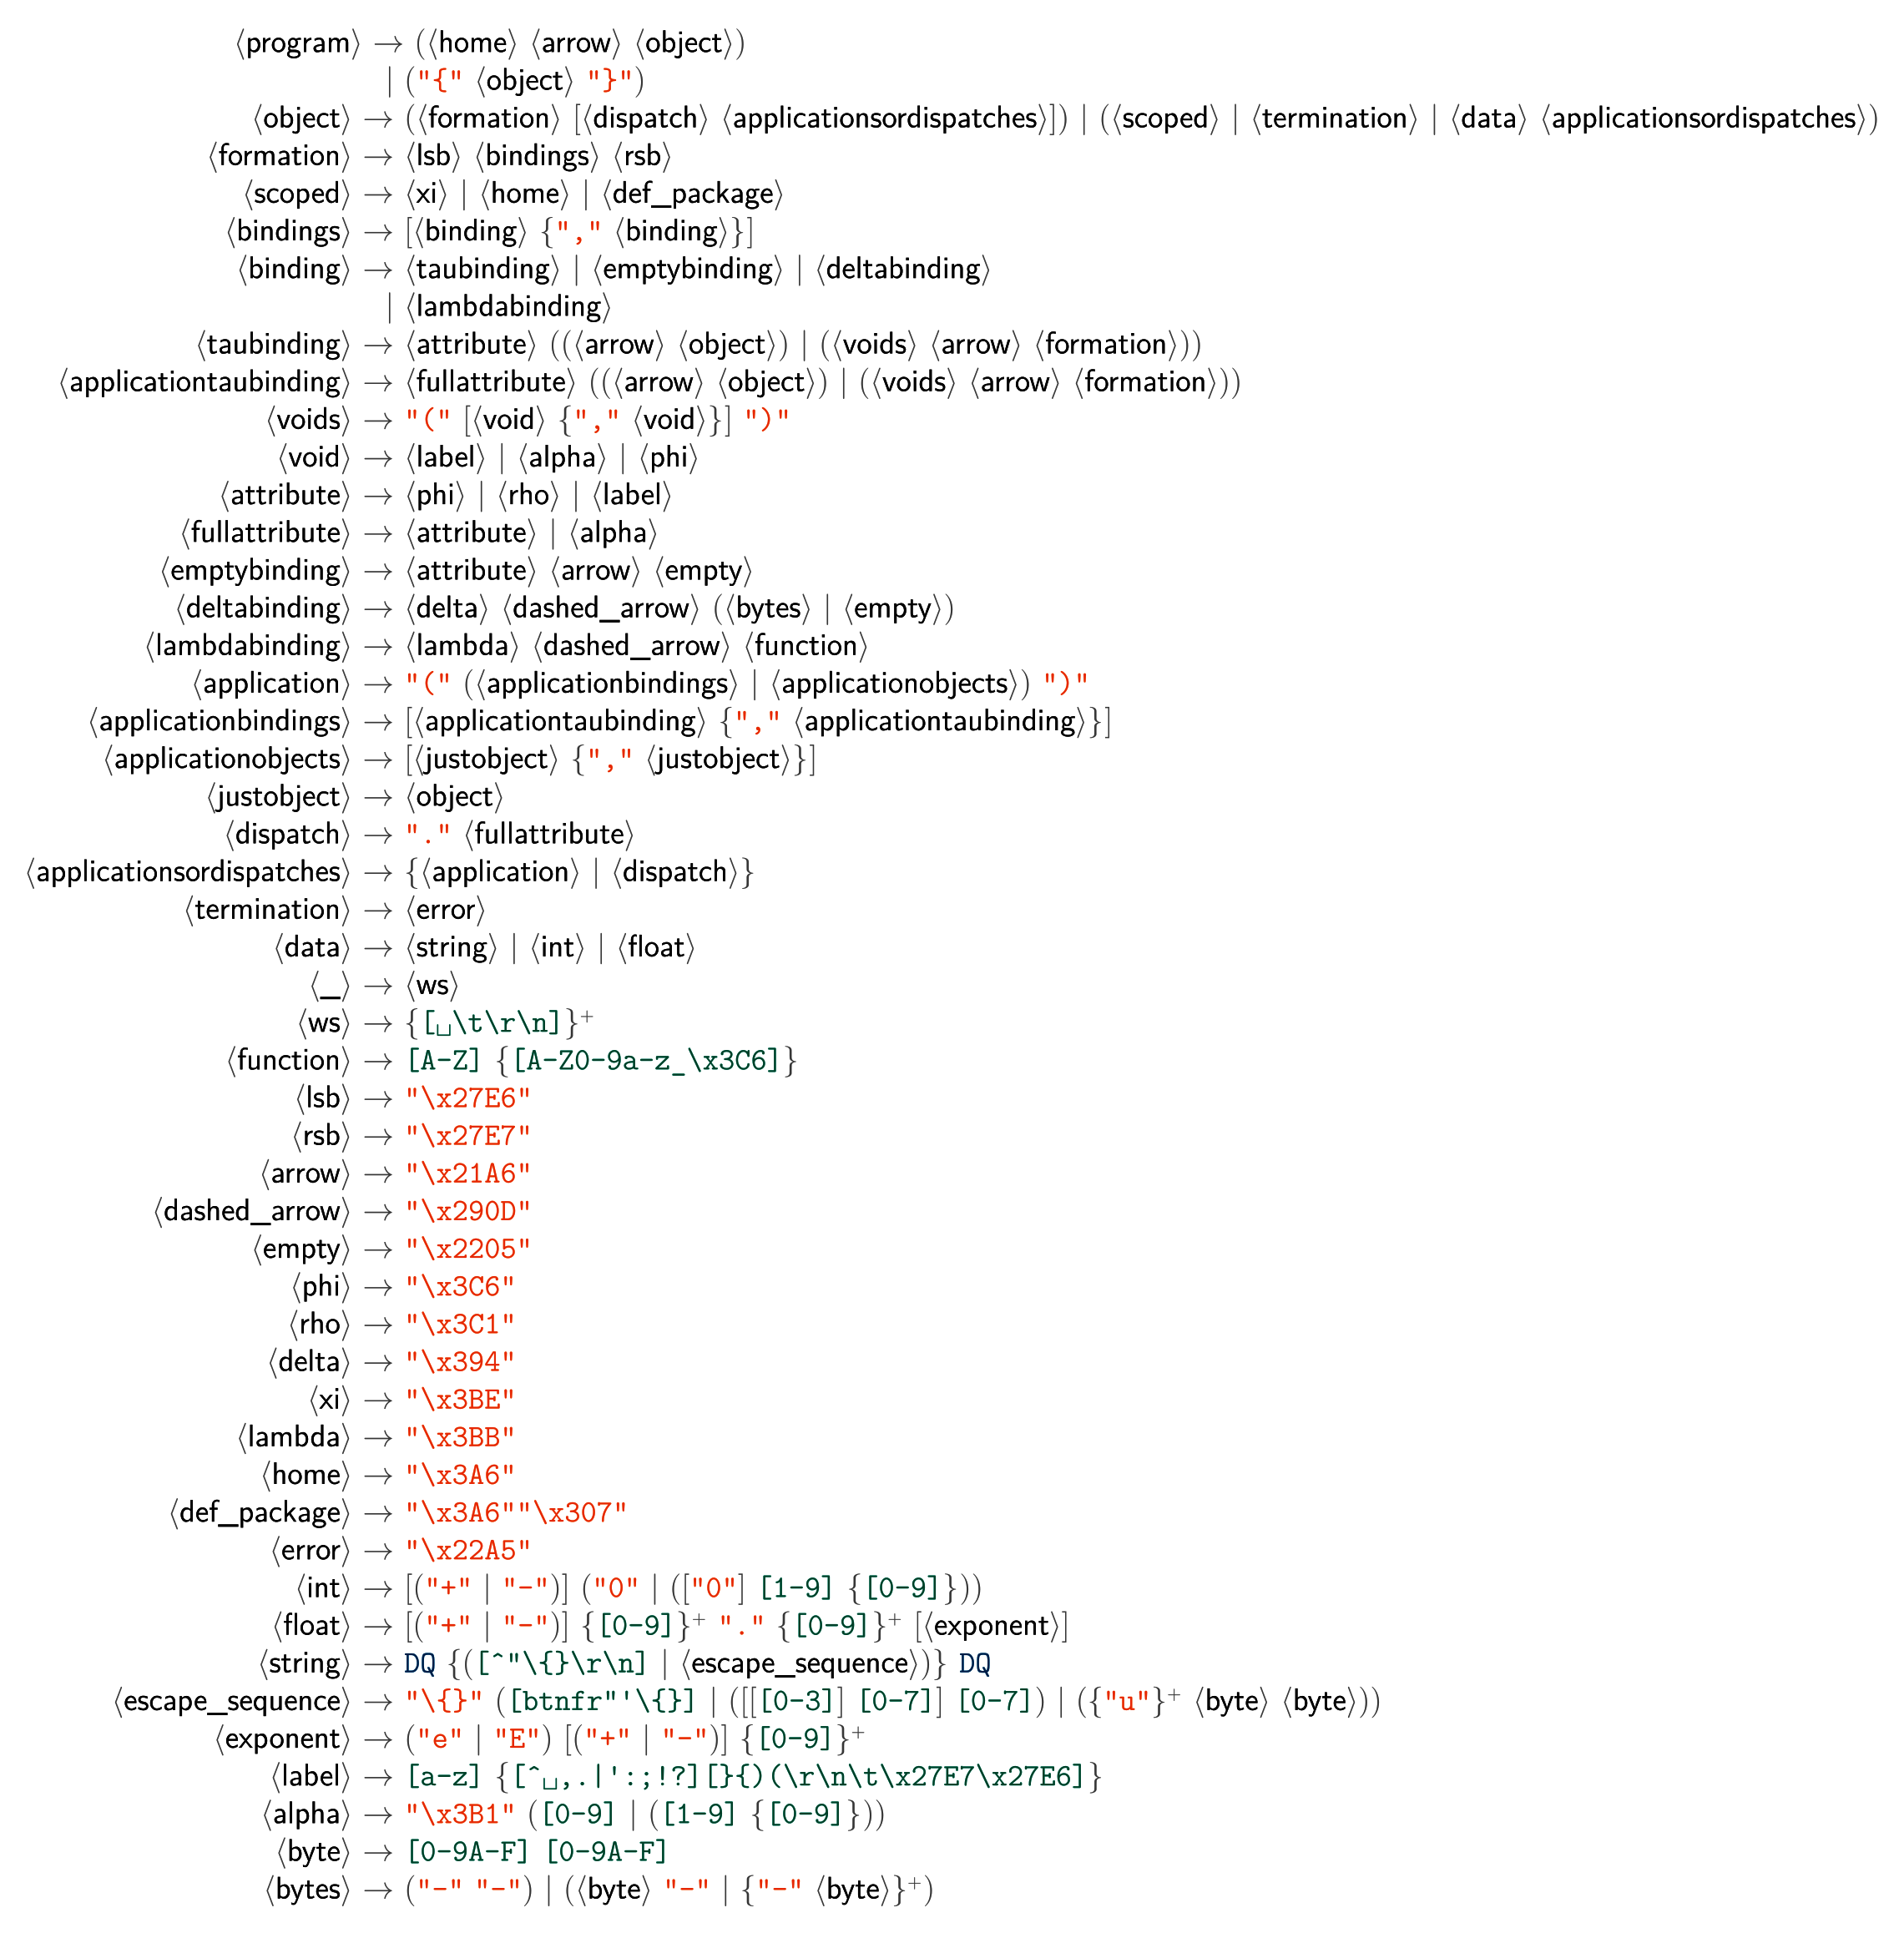 ⟨program⟩ → (⟨home⟩ ⟨arrow⟩ ⟨object⟩)
| ("{" ⟨object⟩ "}")
⟨object⟩ → (⟨formation⟩ [⟨dispatch⟩ ⟨applicationsordispatches⟩]) | (⟨scoped⟩ | ⟨termination⟩ | ⟨data⟩ ⟨applicationsordispatches⟩)
⟨formation⟩ → ⟨lsb⟩ ⟨bindings⟩ ⟨rsb⟩
⟨scoped⟩ → ⟨xi⟩ | ⟨home⟩ | ⟨def_package⟩
⟨bindings⟩ → [⟨binding⟩ {"," ⟨binding⟩}]
⟨binding⟩ → ⟨taubinding⟩ | ⟨emptybinding⟩ | ⟨deltabinding⟩
| ⟨lambdabinding⟩
⟨taubinding⟩ → ⟨attribute⟩ ((⟨arrow⟩ ⟨object⟩) | (⟨voids⟩ ⟨arrow⟩ ⟨formation⟩))
⟨applicationtaubinding⟩ → ⟨fullattribute⟩ ((⟨arrow⟩ ⟨object⟩) | (⟨voids⟩ ⟨arrow⟩ ⟨formation⟩))
⟨voids⟩ → "(" [⟨void⟩ {"," ⟨void⟩}] ")"
⟨void⟩ → ⟨label⟩ | ⟨alpha⟩ | ⟨phi⟩
⟨attribute⟩ → ⟨phi⟩ | ⟨rho⟩ | ⟨label⟩
⟨fullattribute⟩ → ⟨attribute⟩ | ⟨alpha⟩
⟨emptybinding⟩ → ⟨attribute⟩ ⟨arrow⟩ ⟨empty⟩
⟨deltabinding⟩ → ⟨delta⟩ ⟨dashed_arrow⟩ (⟨bytes⟩ | ⟨empty⟩)
⟨lambdabinding⟩ → ⟨lambda⟩ ⟨dashed_arrow⟩ ⟨function⟩
⟨application⟩ → "(" (⟨applicationbindings⟩ | ⟨applicationobjects⟩) ")"
⟨applicationbindings⟩ → [⟨applicationtaubinding⟩ {"," ⟨applicationtaubinding⟩}]
⟨applicationobjects⟩ → [⟨justobject⟩ {"," ⟨justobject⟩}]
⟨justobject⟩ → ⟨object⟩
⟨dispatch⟩ → "." ⟨fullattribute⟩
⟨applicationsordispatches⟩ → {⟨application⟩ | ⟨dispatch⟩}
⟨termination⟩ → ⟨error⟩
⟨data⟩ → ⟨string⟩ | ⟨int⟩ | ⟨float⟩
⟨_⟩ → ⟨ws⟩
⟨ws⟩ → {[␣\t\r\n]}⁺
⟨function⟩ → [A-Z] {[A-Z0-9a-z_\x3C6]}
⟨lsb⟩ → "\x27E6"
⟨rsb⟩ → "\x27E7"
⟨arrow⟩ → "\x21A6"
⟨dashed_arrow⟩ → "\x290D"
⟨empty⟩ → "\x2205"
⟨phi⟩ → "\x3C6"
⟨rho⟩ → "\x3C1"
⟨delta⟩ → "\x394"
⟨xi⟩ → "\x3BE"
⟨lambda⟩ → "\x3BB"
⟨home⟩ → "\x3A6"
⟨def_package⟩ → "\x3A6""\x307"
⟨error⟩ → "\x22A5"
⟨int⟩ → [("+" | "-")] ("0" | (["0"] [1-9] {[0-9]}))
⟨float⟩ → [("+" | "-")] {[0-9]}⁺ "." {[0-9]}⁺ [⟨exponent⟩]
⟨string⟩ → DQ {([^"\{}\r\n] | ⟨escape_sequence⟩)} DQ
⟨escape_sequence⟩ → "\{}" ([btnfr"'\{}] | ([[[0-3]] [0-7]] [0-7]) | ({"u"}⁺ ⟨byte⟩ ⟨byte⟩))
⟨exponent⟩ → ("e" | "E") [("+" | "-")] {[0-9]}⁺
⟨label⟩ → [a-z] {[^␣,.|':;!?][}{)(\r\n\t\x27E7\x27E6]}
⟨alpha⟩ → "\x3B1" ([0-9] | ([1-9] {[0-9]}))
⟨byte⟩ → [0-9A-F] [0-9A-F]
⟨bytes⟩ → ("-" "-") | (⟨byte⟩ "-" | {"-" ⟨byte⟩}⁺)